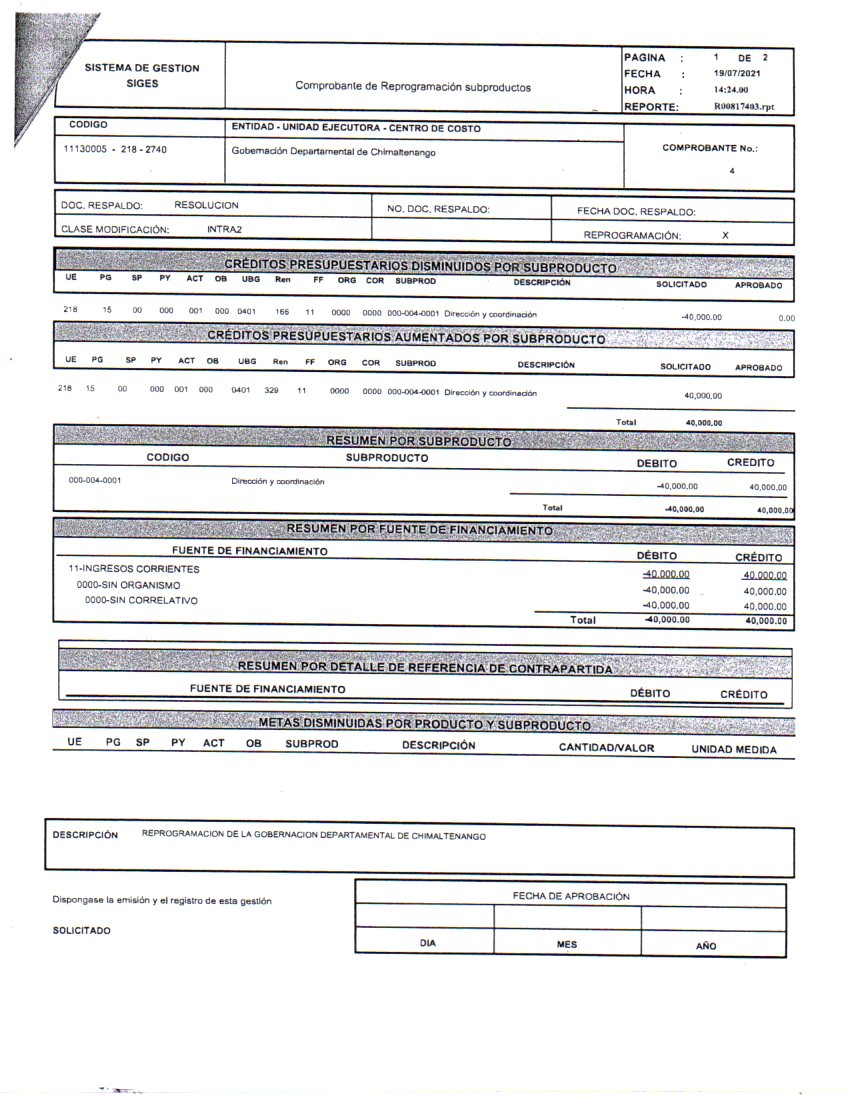 SISTEMA DE GESTION
SIGES
Comprobante de Reprogramación subproductos
PAGINA : 1 DE 2
FECHA : 19/07/2021
HORA : 14:24.00
REPORTE: R00817403.rpt
CODIGO
11130005 - 218 - 2740
ENTIDAD - UNIDAD EJECUTORA - CENTRO DE COSTO
Gobernación Departamental de Chimaltenango
COMPROBANTE No.:
4
DOC. RESPALDO: RESOLUCION
NO. DOC. RESPALDO:
FECHA DOC. RESPALDO:
CLASE MODIFICACIÓN: INTRA2
REPROGRAMACIÓN: X
CRÉDITOS PRESUPUESTARIOS DISMINUIDOS POR SUBPRODUCTO
UE PG SP PY ACT OB UBG Ren FF ORG COR SUBPROD DESCRIPCIÓN SOLICITADO APROBADO
218 15 00 000 001 000 0401 166 11 0000 0000 000-004-0001 Dirección y coordinación -40,000.00 0.00
CRÉDITOS PRESUPUESTARIOS AUMENTADOS POR SUBPRODUCTO
UE PG SP PY ACT OB UBG Ren FF ORG COR SUBPROD DESCRIPCIÓN SOLICITADO APROBADO
218 15 00 000 001 000 0401 329 11 0000 0000 000-004-0001 Dirección y coordinación 40,000.00
Total 40,000.00
RESUMEN POR SUBPRODUCTO
CODIGO SUBPRODUCTO DEBITO CREDITO
000-004-0001 Dirección y coordinación -40,000.00 40,000.00
Total -40,000.00 40,000.00
RESUMEN POR FUENTE DE FINANCIAMIENTO
FUENTE DE FINANCIAMIENTO DÉBITO CRÉDITO
11-INGRESOS CORRIENTES -40,000.00 40,000.00
0000-SIN ORGANISMO -40,000.00 40,000.00
0000-SIN CORRELATIVO -40,000.00 40,000.00
Total -40,000.00 40,000.00
RESUMEN POR DETALLE DE REFERENCIA DE CONTRAPARTIDA
FUENTE DE FINANCIAMIENTO DÉBITO CRÉDITO
METAS DISMINUIDAS POR PRODUCTO Y SUBPRODUCTO
UE PG SP PY ACT OB SUBPROD DESCRIPCIÓN CANTIDAD/VALOR UNIDAD MEDIDA
DESCRIPCIÓN REPROGRAMACION DE LA GOBERNACION DEPARTAMENTAL DE CHIMALTENANGO
Dispongase la emisión y el registro de esta gestión
SOLICITADO
FECHA DE APROBACIÓN
DIA MES AÑO